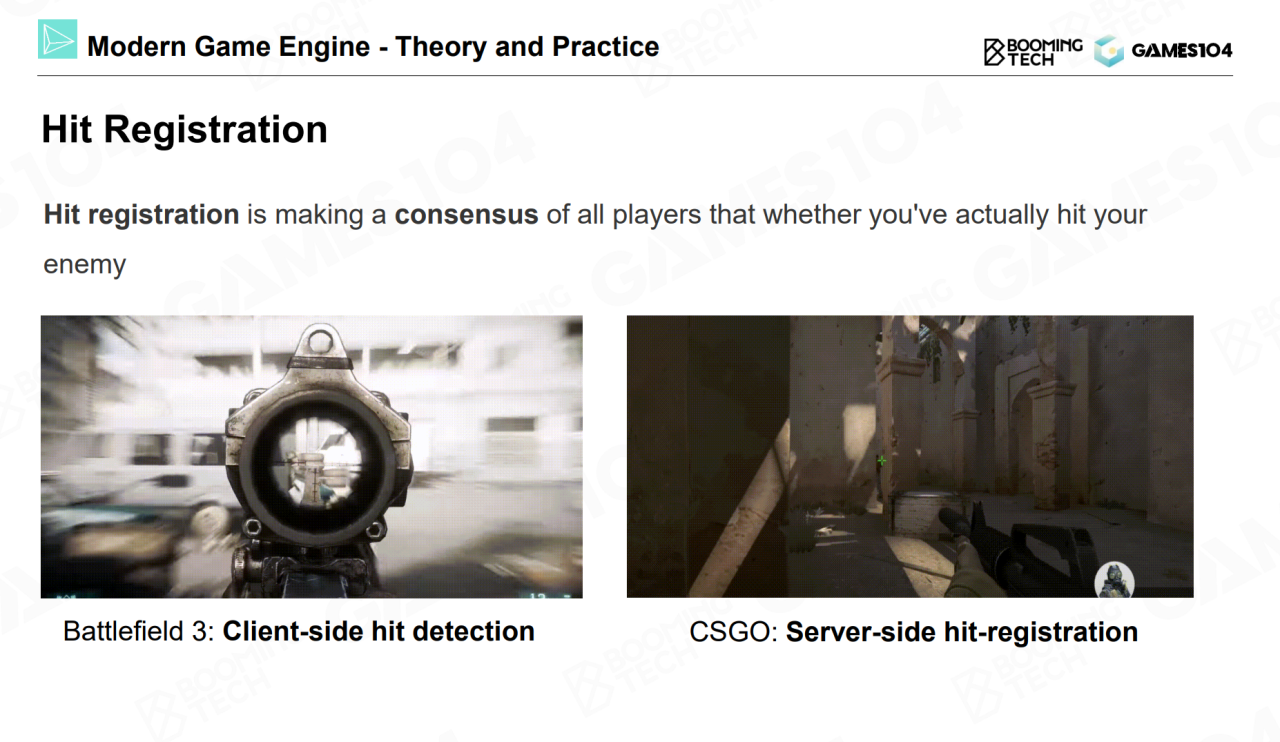 Modern Game Engine - Theory and Practice
BOOMING
TECH
GAMES104
Hit Registration
Hit registration is making a consensus of all players that whether you've actually hit your
enemy
Battlefield 3: Client-side hit detection
CSGO: Server-side hit-registration